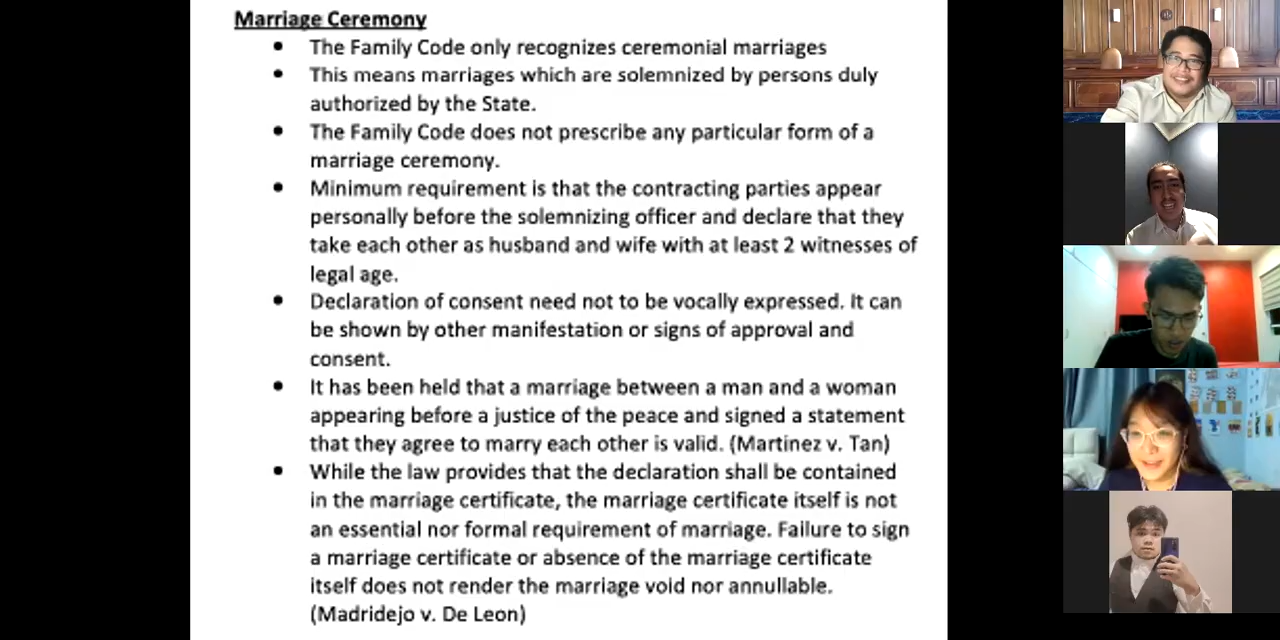 Marriage Ceremony
• The Family Code only recognizes ceremonial marriages
• This means marriages which are solemnized by persons duly
authorized by the State.
• The Family Code does not prescribe any particular form of a
marriage ceremony.
• Minimum requirement is that the contracting parties appear
personally before the solemnizing officer and declare that they
take each other as husband and wife with at least 2 witnesses of
legal age.
• Declaration of consent need not to be vocally expressed. It can
be shown by other manifestation or signs of approval and
consent.
• It has been held that a marriage between a man and a woman
appearing before a justice of the peace and signed a statement
that they agree to marry each other is valid. (Martinez v. Tan)
• While the law provides that the declaration shall be contained
in the marriage certificate, the marriage certificate itself is not
an essential nor formal requirement of marriage. Failure to sign
a marriage certificate or absence of the marriage certificate
itself does not render the marriage void nor annullable.
(Madridejo v. De Leon)